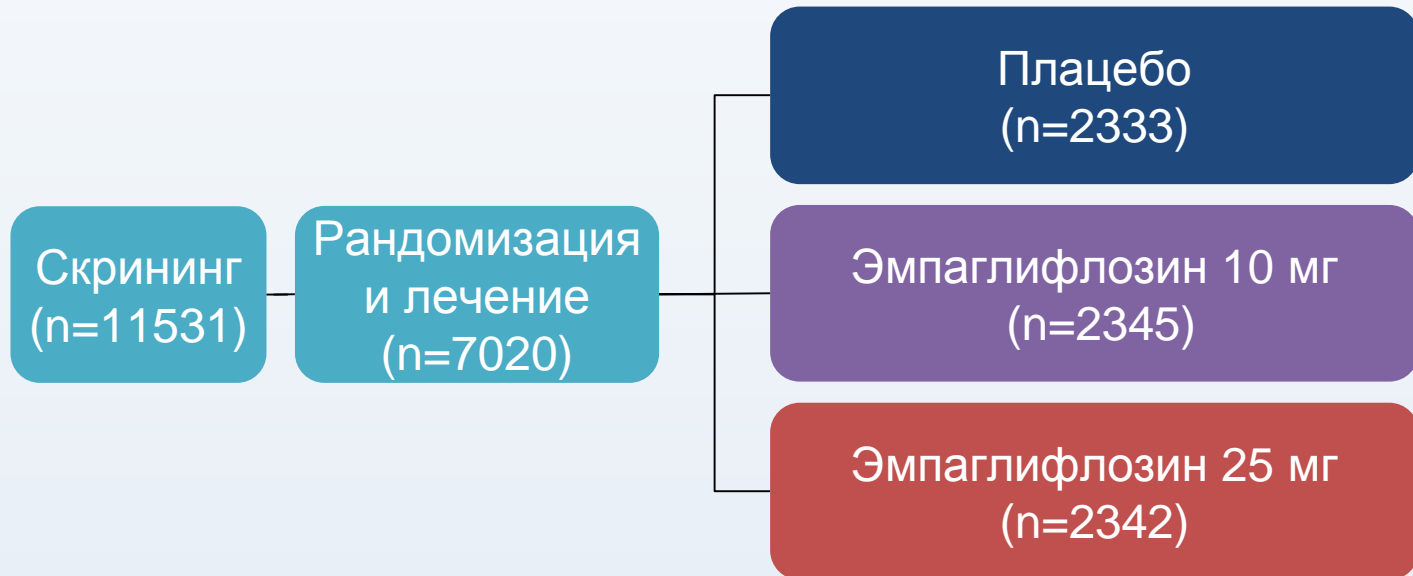 Скрининг
(n=11531)
Рандомизация
и лечение
(n=7020)
Плацебо
(n=2333)
Эмпаглифлозин 10 мг
(n=2345)
Эмпаглифлозин 25 мг
(n=2342)